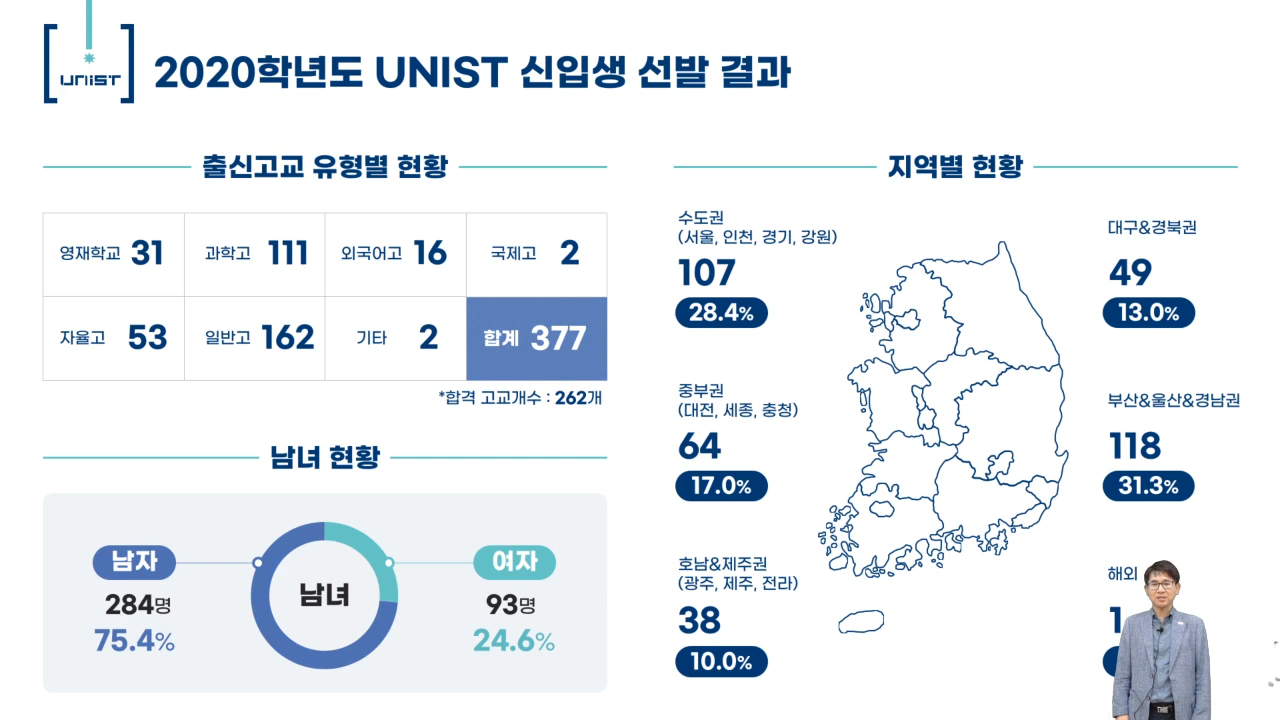 UNIST
2020학년도 UNIST 신입생 선발 결과
출신고교 유형별 현황
영재학교 31
과학고 111
외국어고 16
국제고 2
자율고 53
일반고 162
기타 2
합계 377
*합격 고교개수 : 262개
남녀 현황
남자
284명
75.4%
남녀
여자
93명
24.6%
지역별 현황
수도권
(서울, 인천, 경기, 강원)
107
28.4%
중부권
(대전, 세종, 충청)
64
17.0%
호남&제주권
(광주, 제주, 전라)
38
10.0%
대구&경북권
49
13.0%
부산&울산&경남권
118
31.3%
해외